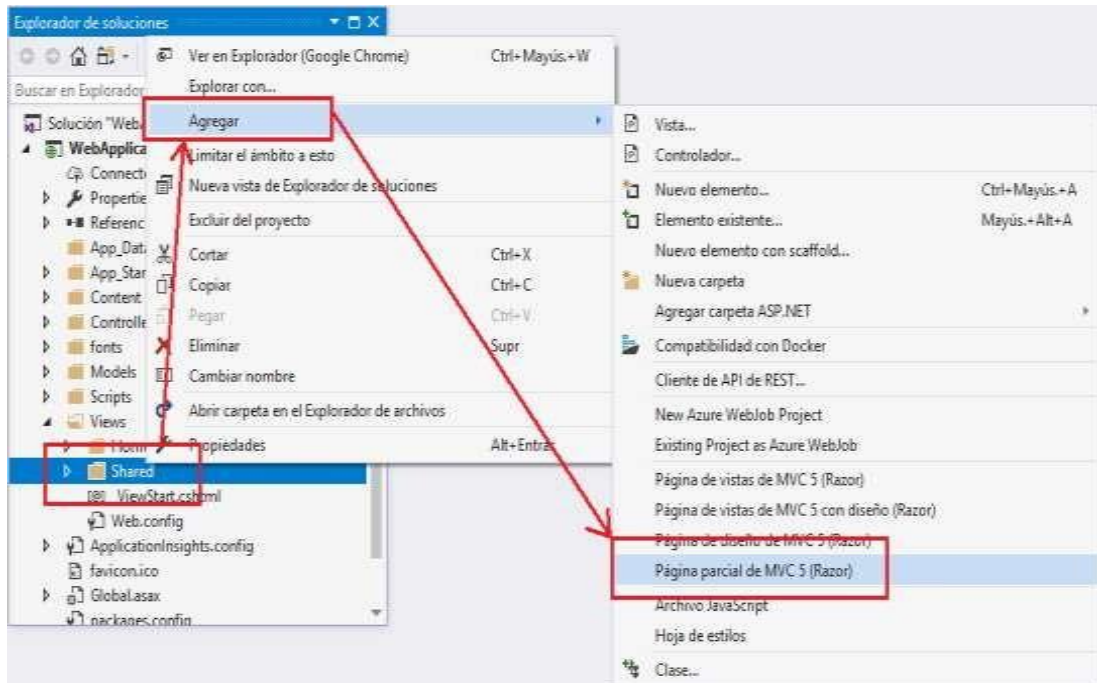 Explorador de soluciones
Buscar en Explorador
Solución "Web
WebApplica
Connect
Propertie
Referenc
App_Dat
App_Star
Content
Controlle
fonts
Models
Scripts
Views
Shared
ViewStart.cshtml
Web.config
ApplicationInsights.config
favicon.ico
Global.asax
packages.config
Ver en Explorador (Google Chrome) Ctrl+Mayús.+W
Explorar con...
Agregar
Limitar el ámbito a esto
Nueva vista de Explorador de soluciones
Excluir del proyecto
Cortar Ctrl+X
Copiar Ctrl+C
Pegar Ctrl+V
Eliminar Supr
Cambiar nombre
Abrir carpeta en el Explorador de archivos
Propiedades Alt+Entrar
Vista...
Controlador...
Nuevo elemento... Ctrl+Mayús.+A
Elemento existente... Mayús.+Alt+A
Nuevo elemento con scaffold...
Nueva carpeta
Agregar carpeta ASP.NET
Compatibilidad con Docker
Cliente de API de REST...
New Azure WebJob Project
Existing Project as Azure WebJob
Página de vistas de MVC 5 (Razor)
Página de vistas de MVC 5 con diseño (Razor)
Página de diseño de MVC 5 (Razor)
Página parcial de MVC 5 (Razor)
Archivo JavaScript
Hoja de estilos
Clase...